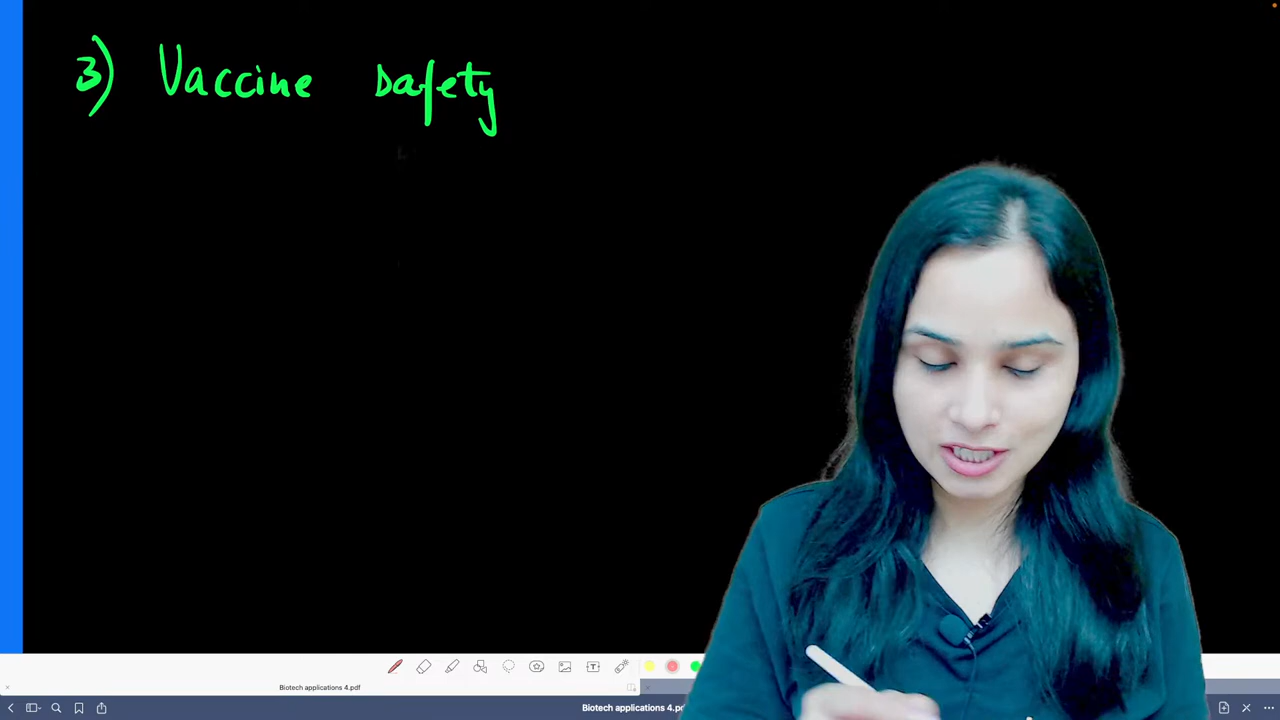 3) Vaccine safety
Biotech applications 4.pdf
Biotech applications 4.pd